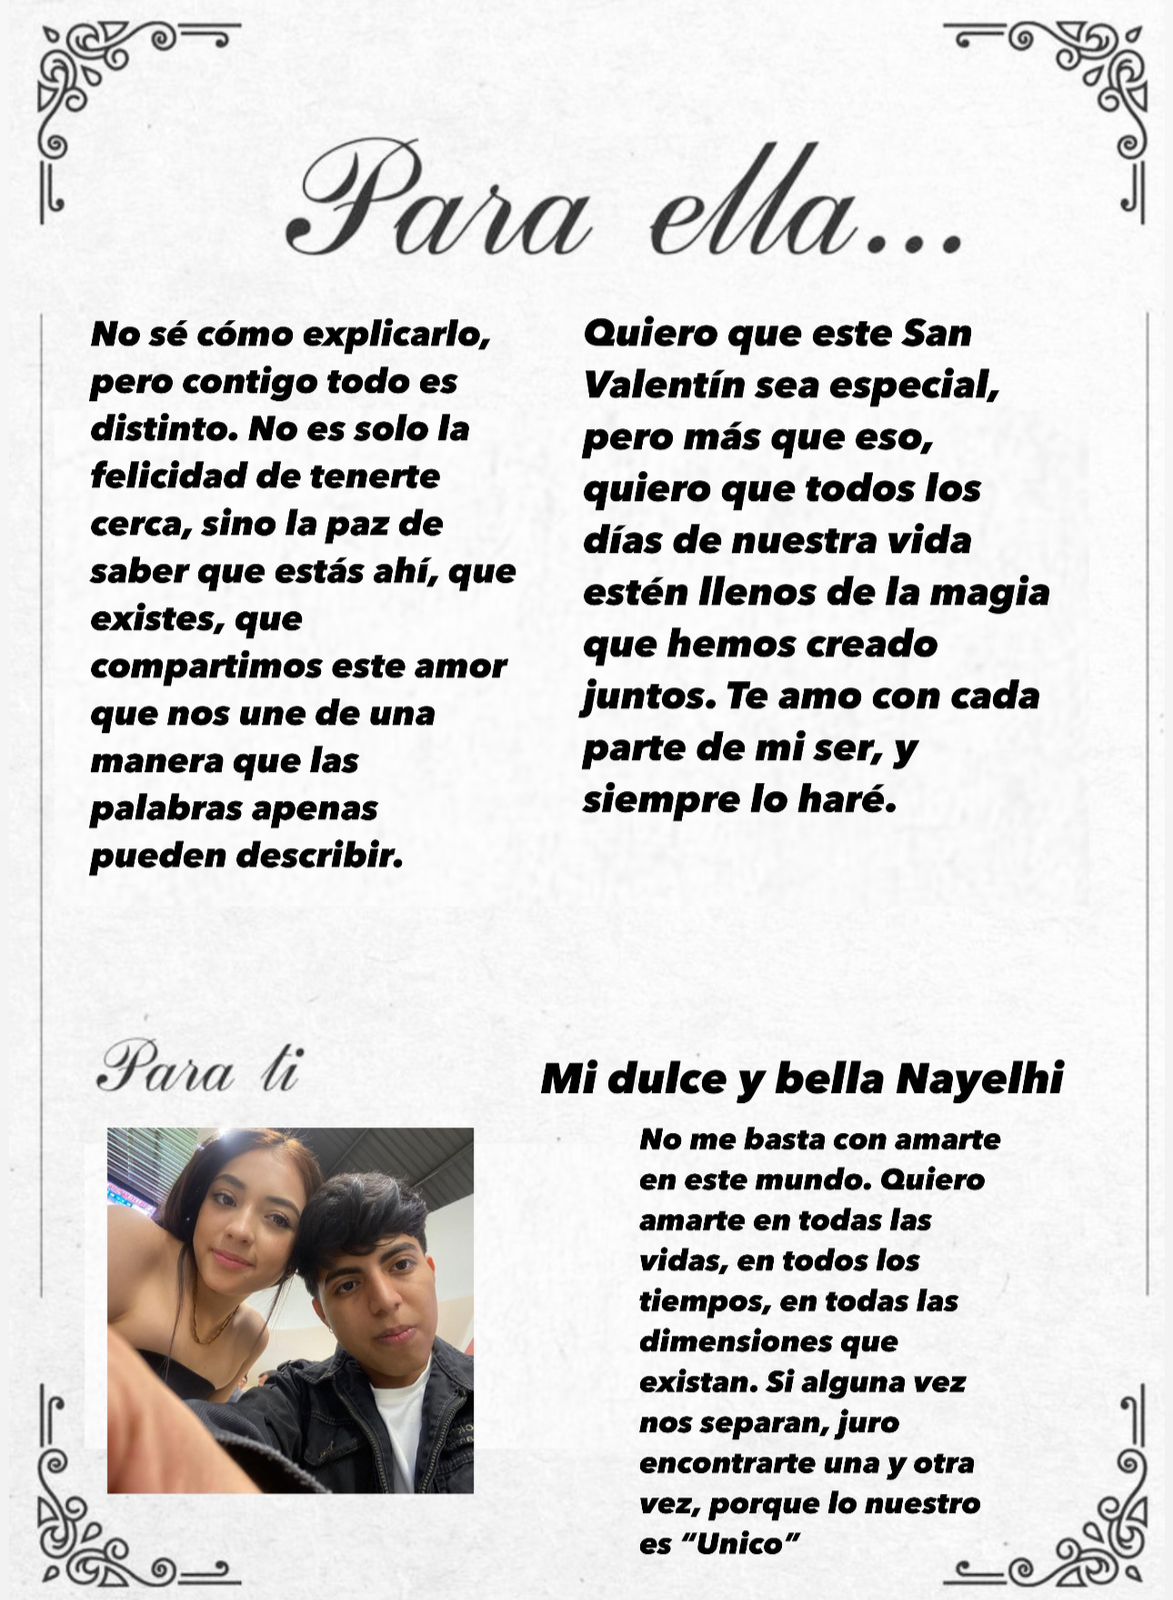 Para ella...
No sé cómo explicarlo,
pero contigo todo es
distinto. No es solo la
felicidad de tenerte
cerca, sino la paz de
saber que estás ahí, que
existes, que
compartimos este amor
que nos une de una
manera que las
palabras apenas
pueden describir.
Quiero que este San
Valentín sea especial,
pero más que eso,
quiero que todos los
días de nuestra vida
estén llenos de la magia
que hemos creado
juntos. Te amo con cada
parte de mi ser, y
siempre lo haré.
Para ti
Mi dulce y bella Nayelhi
No me basta con amarte
en este mundo. Quiero
amarte en todas las
vidas, en todos los
tiempos, en todas las
dimensiones que
existan. Si alguna vez
nos separan, juro
encontrarte una y otra
vez, porque lo nuestro
es “Unico”